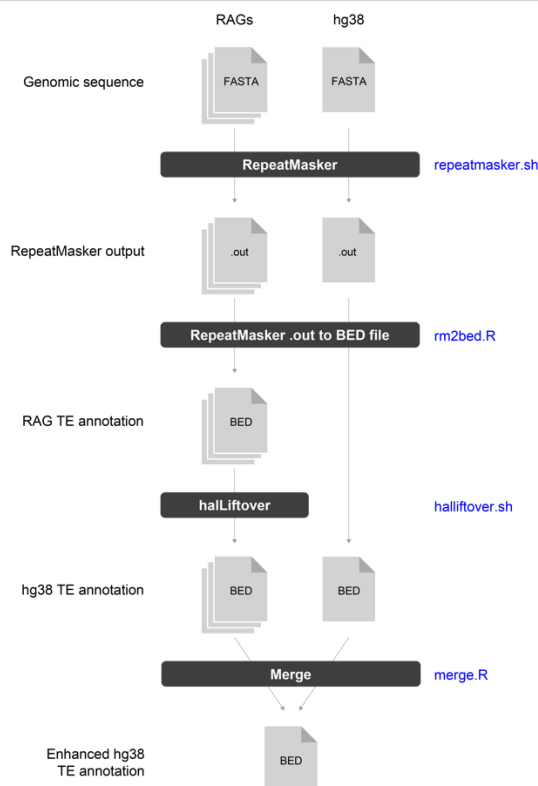 RAGs hg38
Genomic sequence FASTA FASTA
RepeatMasker repeatmasker.sh
RepeatMasker output .out .out
RepeatMasker .out to BED file rm2bed.R
RAG TE annotation BED
halLiftover halliftover.sh
hg38 TE annotation BED BED
Merge merge.R
Enhanced hg38
TE annotation
BED